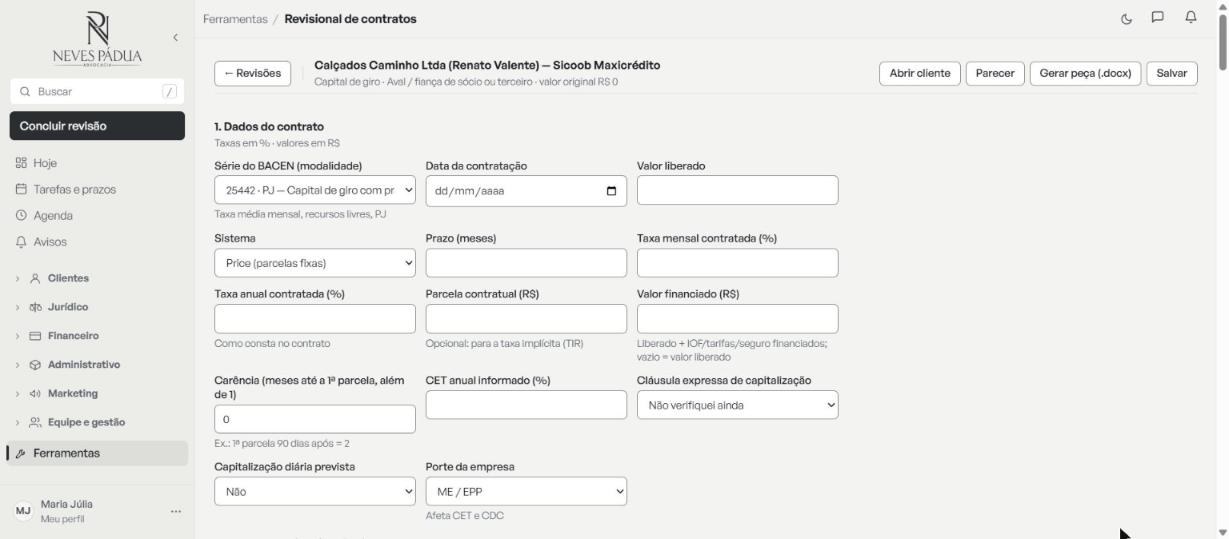 NEVES PÁDUA
ADVOCACIA
Buscar /
Concluir revisão
Hoje
Tarefas e prazos
Agenda
Avisos
Clientes
Jurídico
Financeiro
Administrativo
Marketing
Equipe e gestão
Ferramentas
MJ Maria Júlia
Meu perfil
Ferramentas / Revisional de contratos
← Revisões
Calçados Caminho Ltda (Renato Valente) — Sicoob Maxicrédito
Capital de giro · Aval / fiança de sócio ou terceiro · valor original R$ 0
Abrir cliente Parecer Gerar peça (.docx) Salvar
1. Dados do contrato
Taxas em % · valores em R$
Série do BACEN (modalidade) Data da contratação Valor liberado
25442 · PJ — Capital de giro com pr dd/mm/aaaa
Taxa média mensal, recursos livres, PJ
Sistema Prazo (meses) Taxa mensal contratada (%)
Price (parcelas fixas)
Taxa anual contratada (%) Parcela contratual (R$) Valor financiado (R$)
Como consta no contrato Opcional: para a taxa implícita (TIR) Liberado + IOF/tarifas/seguro financiados;
vazio = valor liberado
Carência (meses até a 1ª parcela, além CET anual informado (%) Cláusula expressa de capitalização
de 1)
0 Não verifiquei ainda
Ex.: 1ª parcela 90 dias após = 2
Capitalização diária prevista Porte da empresa
Não ME / EPP
Afeta CET e CDC